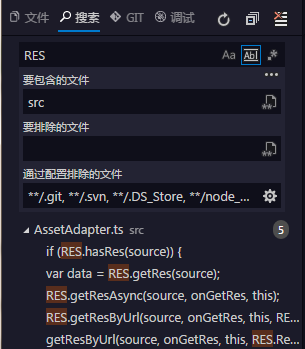 文件 搜索 GIT 调试
RES Aa Abl .*
要包含的文件 ...
src
要排除的文件
通过配置排除的文件
**/.git, **/.svn, **/.DS_Store, **/node_...
AssetAdapter.ts src 5
if (RES.hasRes(source)) {
var data = RES.getRes(source);
RES.getResAsync(source, onGetRes, this);
RES.getResByUrl(source, onGetRes, this, RE...
getResByUrl(source, onGetRes, this, RES.Re...